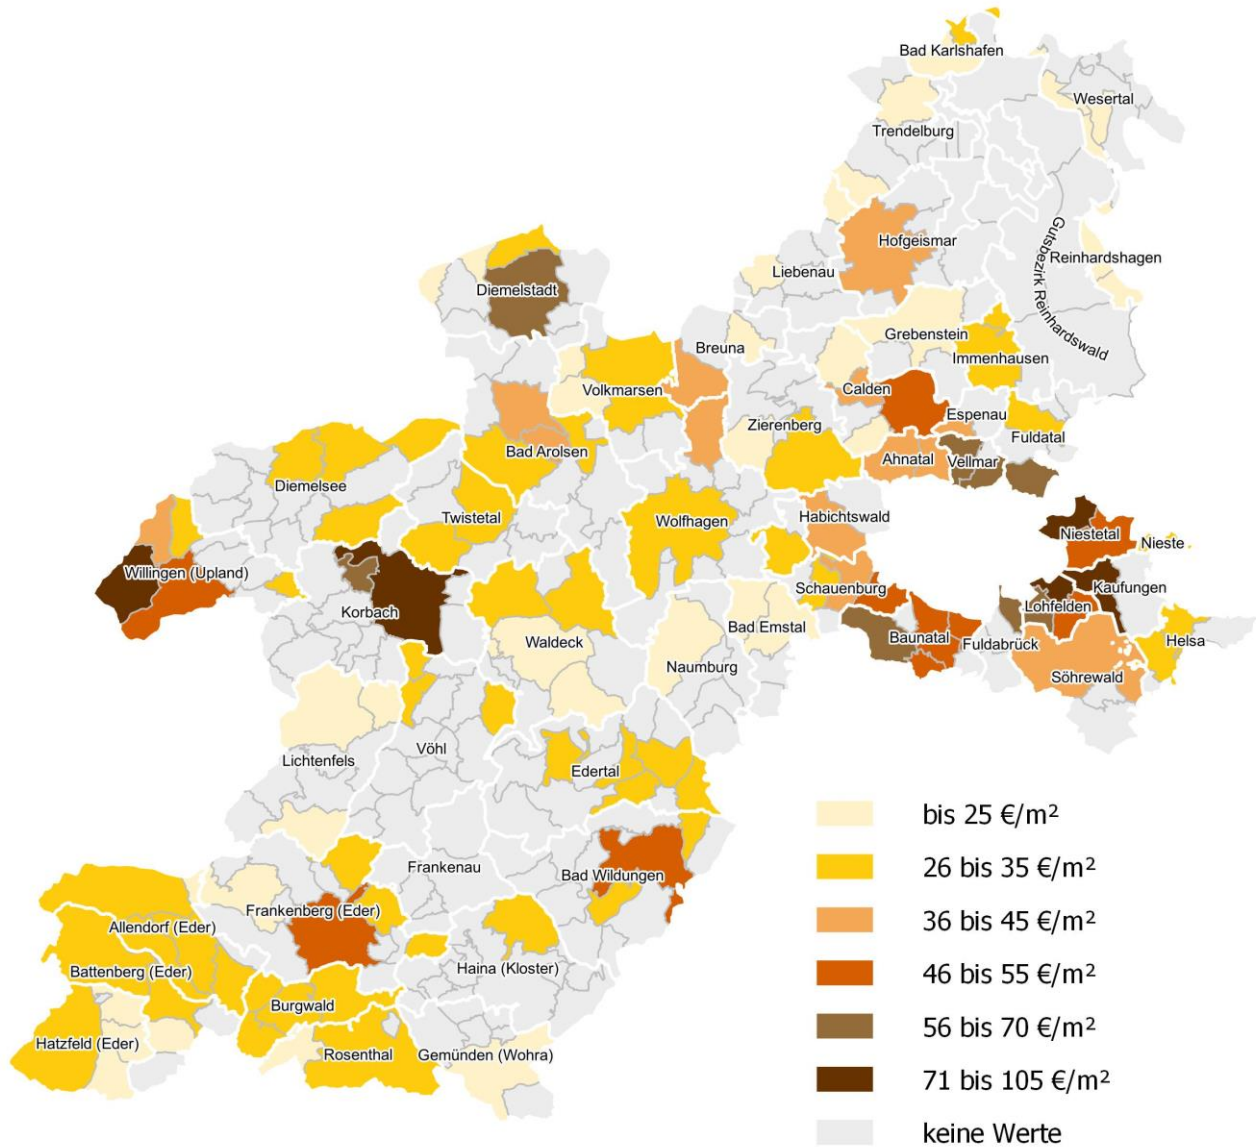 Bad Karlshafen
Wesertal
Trendelburg
Hofgeismar
Gutsbezirk Reinhardswald
Reinhardshagen
Liebenau
Diemelstadt
Grebenstein
Breuna
Immenhausen
Volkmarsen
Calden
Espenau
Zierenberg
Fuldatal
Bad Arolsen
Ahnatal
Vellmar
Diemelsee
Twistetal
Wolfhagen
Habichtswald
Niestetal
Nieste
Willingen (Upland)
Kaufungen
Schauenburg
Korbach
Lohfelden
Bad Emstal
Baunatal
Fuldabrück
Helsa
Waldeck
Naumburg
Söhrewald
Vöhl
Lichtenfels
Edertal
bis 25 €/m²
26 bis 35 €/m²
36 bis 45 €/m²
46 bis 55 €/m²
56 bis 70 €/m²
71 bis 105 €/m²
keine Werte
Frankenau
Bad Wildungen
Frankenberg (Eder)
Allendorf (Eder)
Battenberg (Eder)
Haina (Kloster)
Burgwald
Hatzfeld (Eder)
Rosenthal
Gemünden (Wohra)